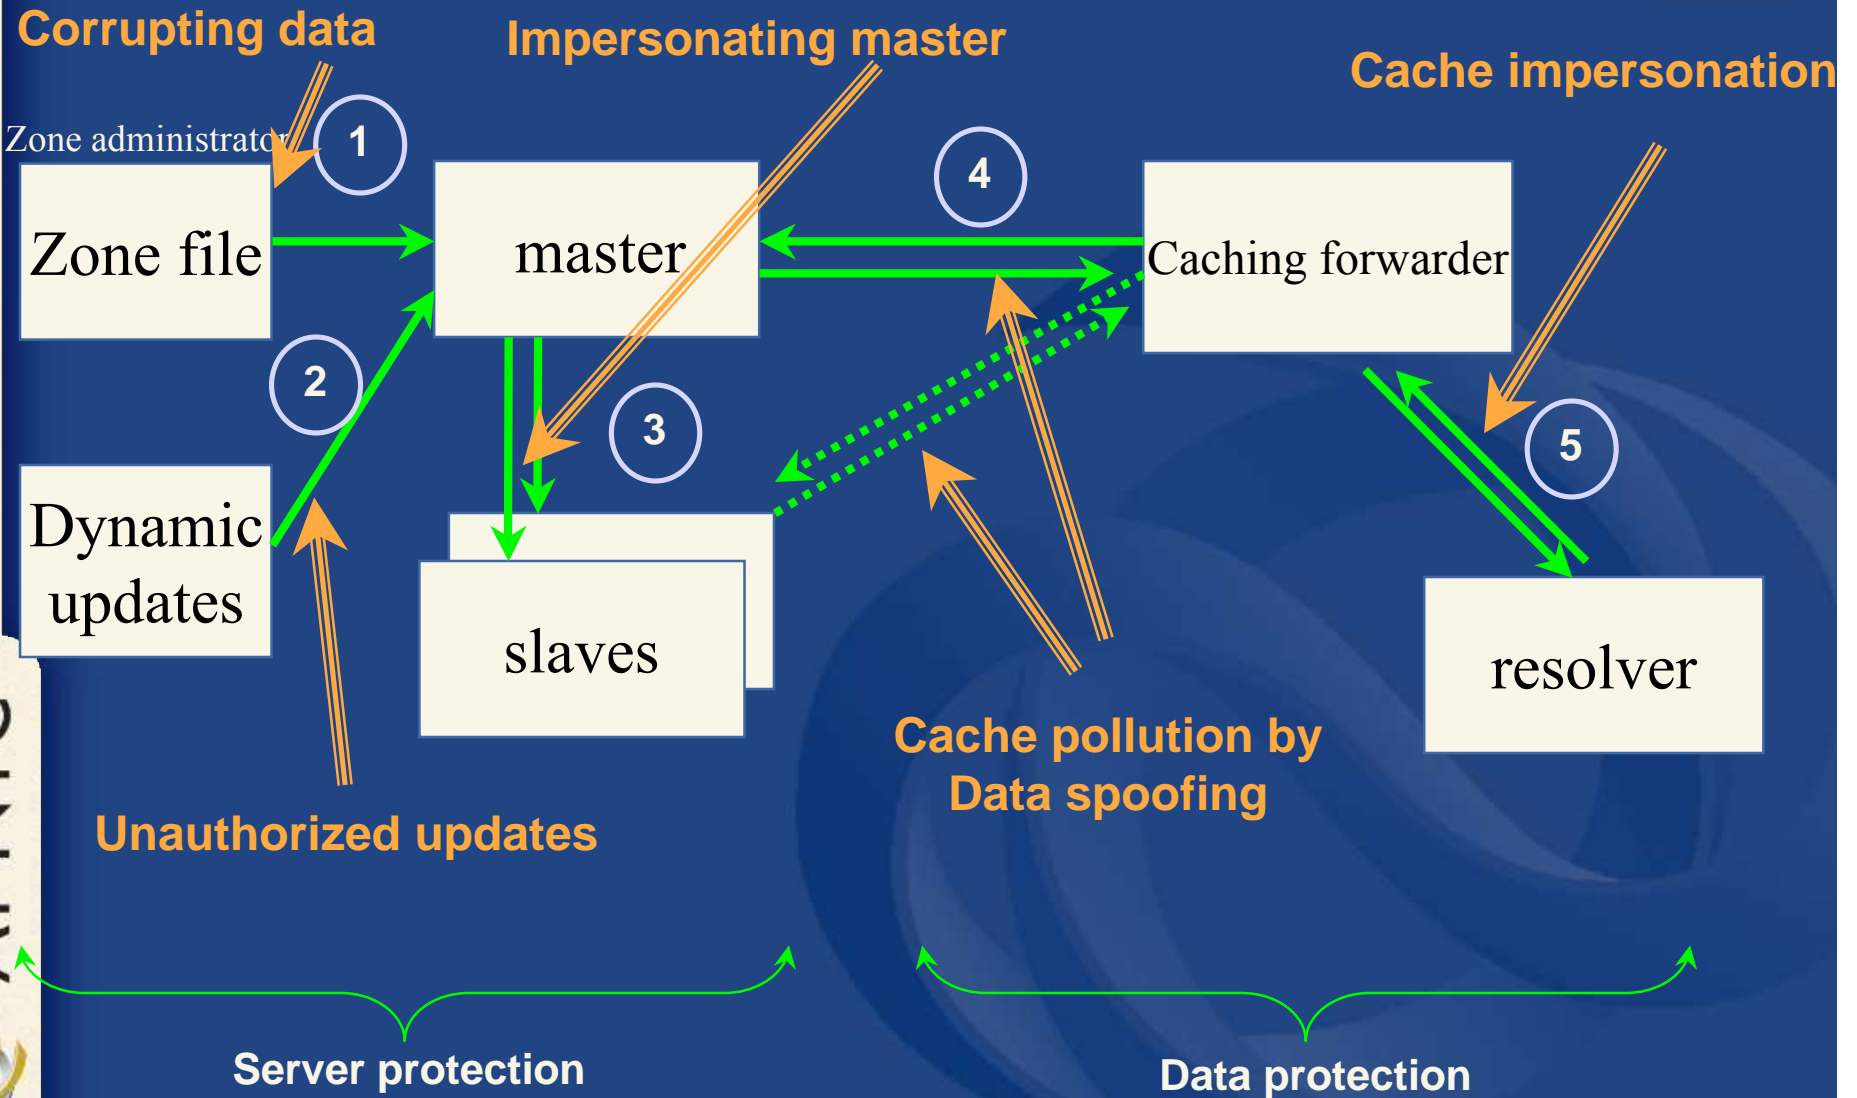 Corrupting data
Impersonating master
Cache impersonation
Zone administrator
1
4
Zone file
master
Caching forwarder
2
3
5
Dynamic
updates
slaves
resolver
Cache pollution by
Data spoofing
Unauthorized updates
Server protection
Data protection